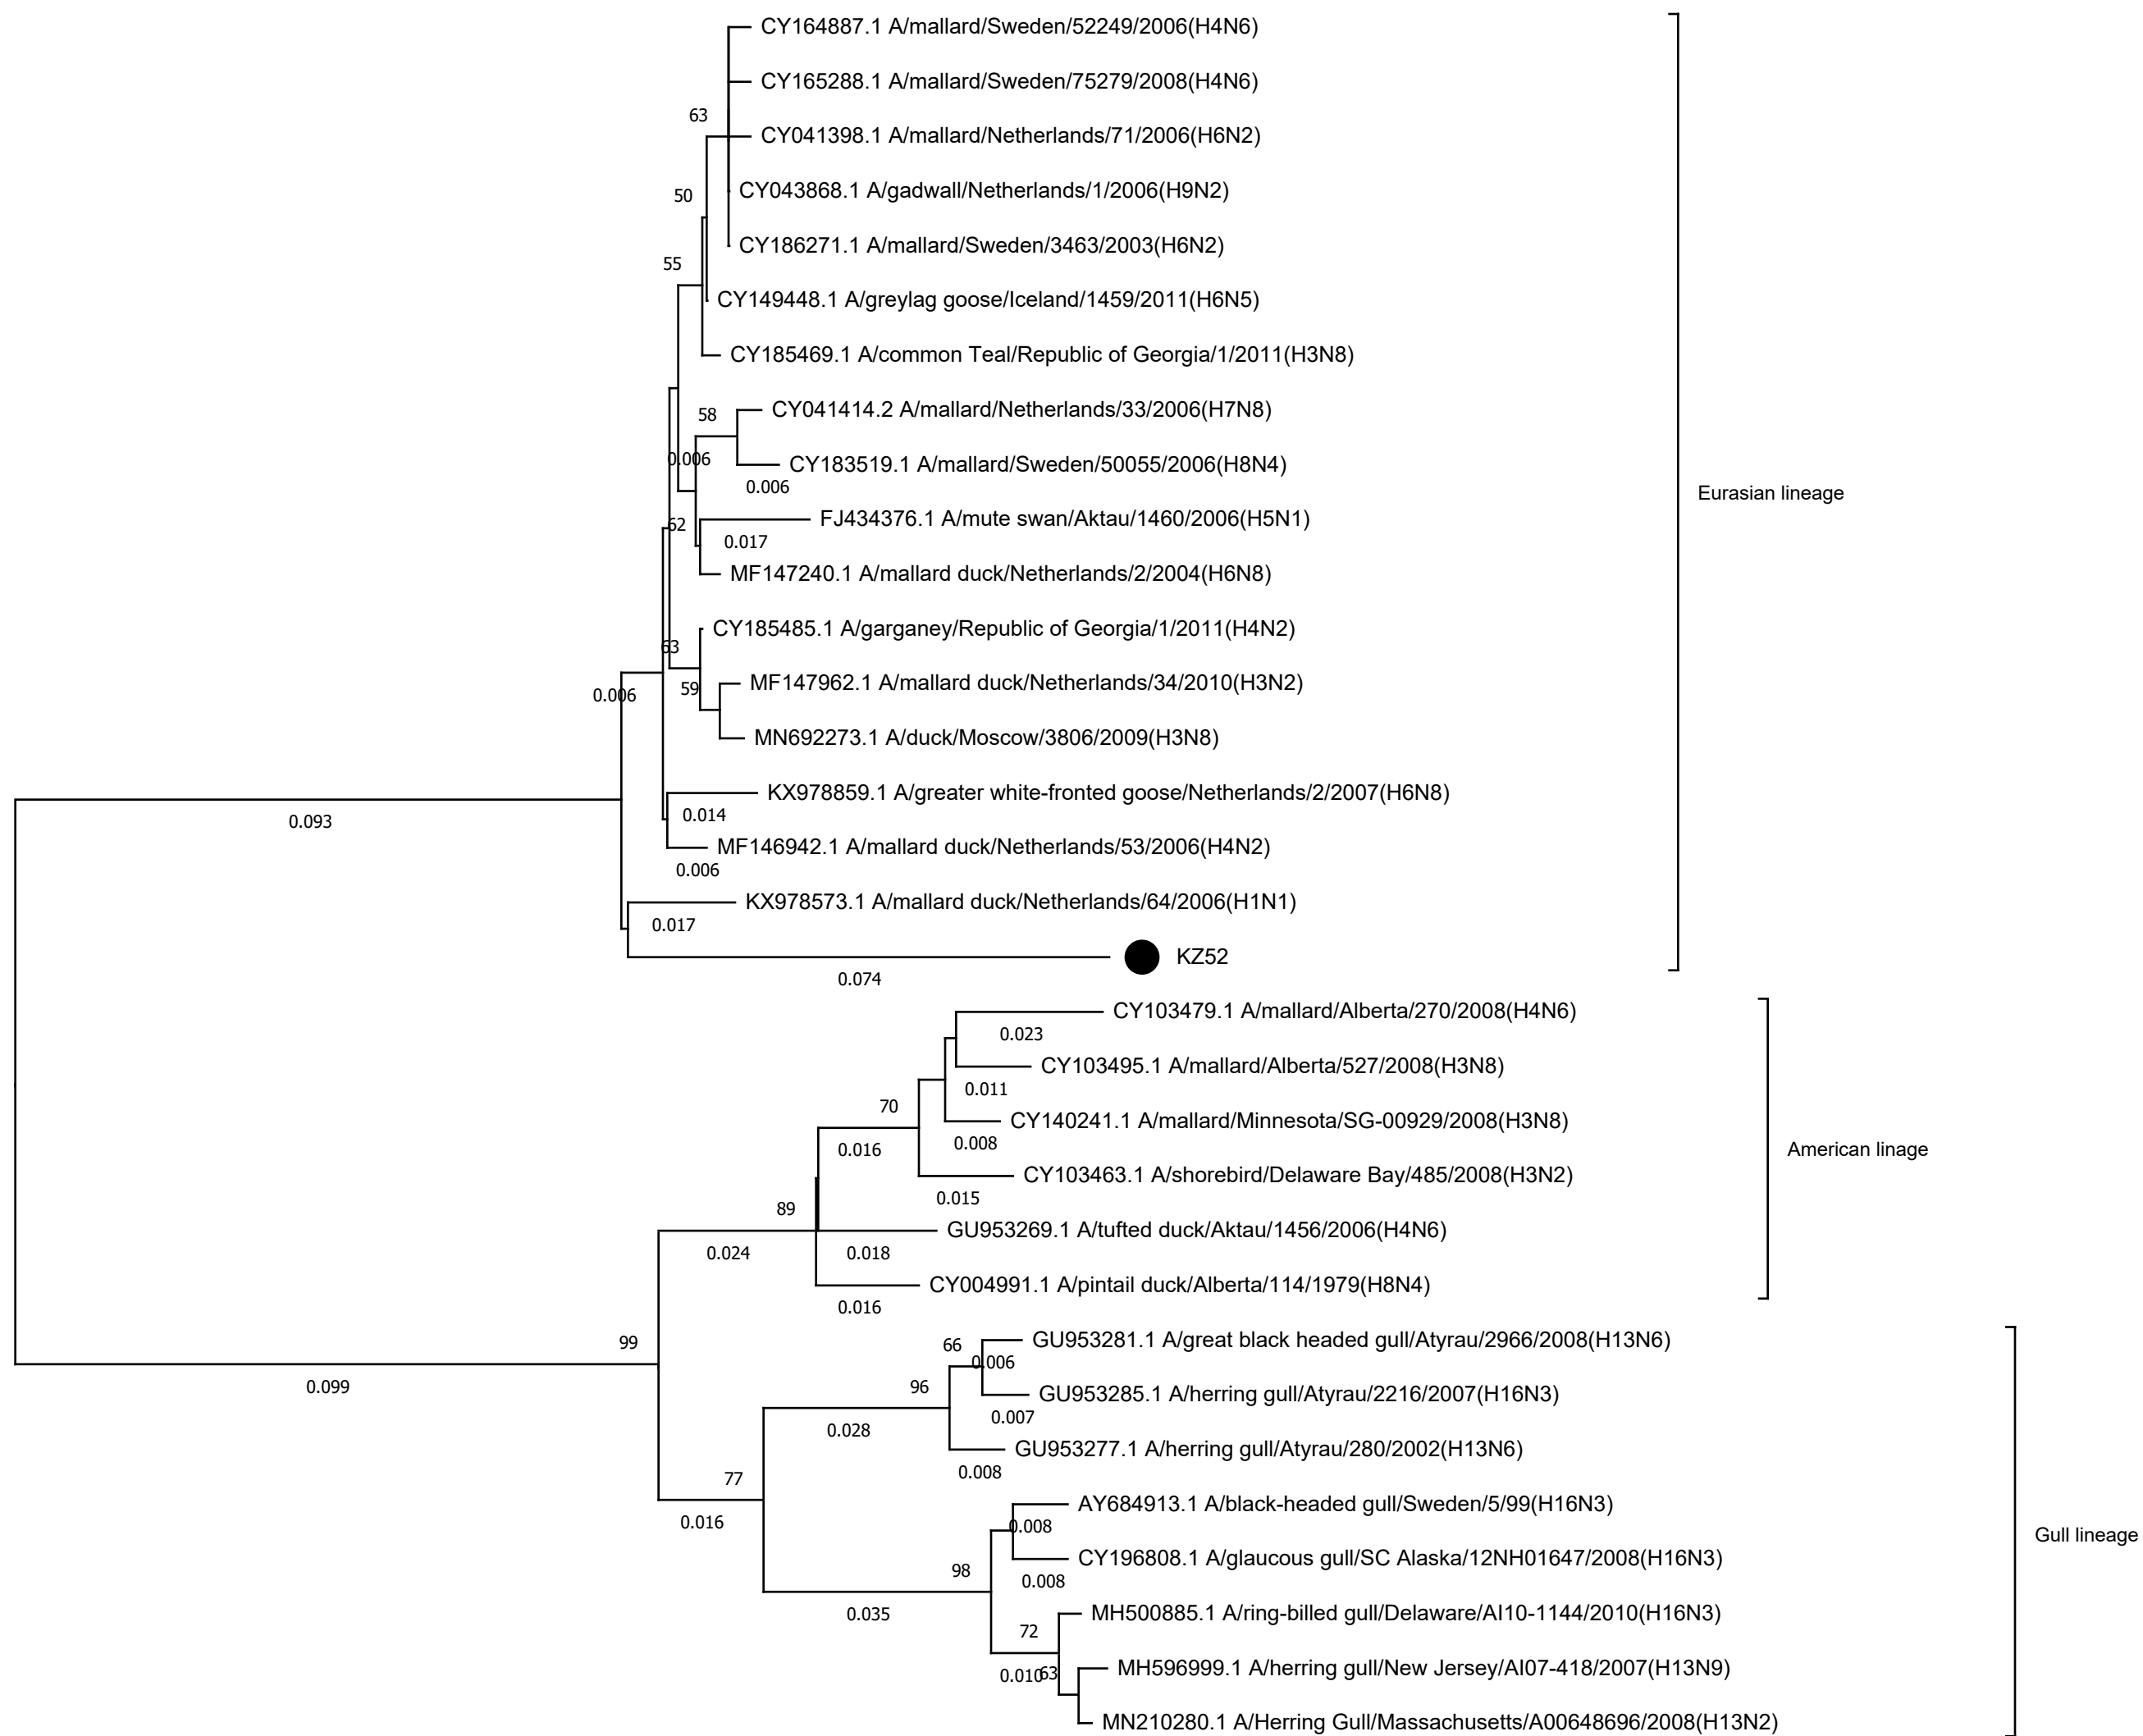 CY164887.1 A/mallard/Sweden/52249/2006(H4N6)
CY165288.1 A/mallard/Sweden/75279/2008(H4N6)
63
CY041398.1 A/mallard/Netherlands/71/2006(H6N2)
50
CY043868.1 A/gadwall/Netherlands/1/2006(H9N2)
CY186271.1 A/mallard/Sweden/3463/2003(H6N2)
55
CY149448.1 A/greylag goose/Iceland/1459/2011(H6N5)
CY185469.1 A/common Teal/Republic of Georgia/1/2011(H3N8)
58
CY041414.2 A/mallard/Netherlands/33/2006(H7N8)
0.006
CY183519.1 A/mallard/Sweden/50055/2006(H8N4)
0.006
Eurasian lineage
62
FJ434376.1 A/mute swan/Aktau/1460/2006(H5N1)
0.017
MF147240.1 A/mallard duck/Netherlands/2/2004(H6N8)
CY185485.1 A/garganey/Republic of Georgia/1/2011(H4N2)
63
59
MF147962.1 A/mallard duck/Netherlands/34/2010(H3N2)
0.006
MN692273.1 A/duck/Moscow/3806/2009(H3N8)
KX978859.1 A/greater white-fronted goose/Netherlands/2/2007(H6N8)
0.014
0.093
MF146942.1 A/mallard duck/Netherlands/53/2006(H4N2)
0.006
KX978573.1 A/mallard duck/Netherlands/64/2006(H1N1)
0.017
KZ52
0.074
CY103479.1 A/mallard/Alberta/270/2008(H4N6)
0.023
CY103495.1 A/mallard/Alberta/527/2008(H3N8)
0.011
70
CY140241.1 A/mallard/Minnesota/SG-00929/2008(H3N8)
0.008
0.016
American linage
CY103463.1 A/shorebird/Delaware Bay/485/2008(H3N2)
0.015
89
GU953269.1 A/tufted duck/Aktau/1456/2006(H4N6)
0.024
0.018
CY004991.1 A/pintail duck/Alberta/114/1979(H8N4)
0.016
99
66
GU953281.1 A/great black headed gull/Atyrau/2966/2008(H13N6)
0.006
0.099
96
GU953285.1 A/herring gull/Atyrau/2216/2007(H16N3)
0.007
0.028
GU953277.1 A/herring gull/Atyrau/280/2002(H13N6)
0.008
77
AY684913.1 A/black-headed gull/Sweden/5/99(H16N3)
0.008
0.016
Gull lineage
CY196808.1 A/glaucous gull/SC Alaska/12NH01647/2008(H16N3)
0.008
98
MH500885.1 A/ring-billed gull/Delaware/AI10-1144/2010(H16N3)
0.035
72
MH596999.1 A/herring gull/New Jersey/AI07-418/2007(H13N9)
0.010
63
MN210280.1 A/Herring Gull/Massachusetts/A00648696/2008(H13N2)